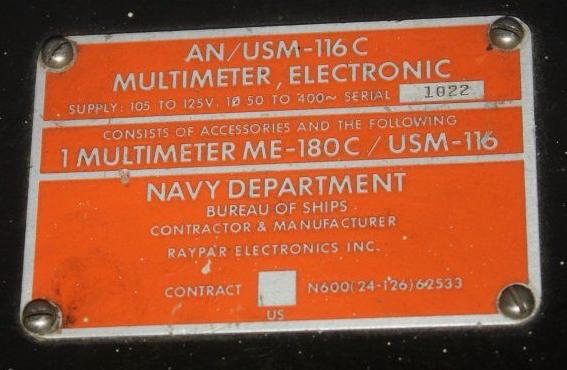 AN/USM-116C
MULTIMETER, ELECTRONIC
SUPPLY: 105 TO 125V. 1Ø 50 TO 400~ SERIAL 1022
CONSISTS OF ACCESSORIES AND THE FOLLOWING
1 MULTIMETER ME-180C / USM-116
NAVY DEPARTMENT
BUREAU OF SHIPS
CONTRACTOR & MANUFACTURER
RAYPAR ELECTRONICS INC.
CONTRACT N600(24-126)62533
US